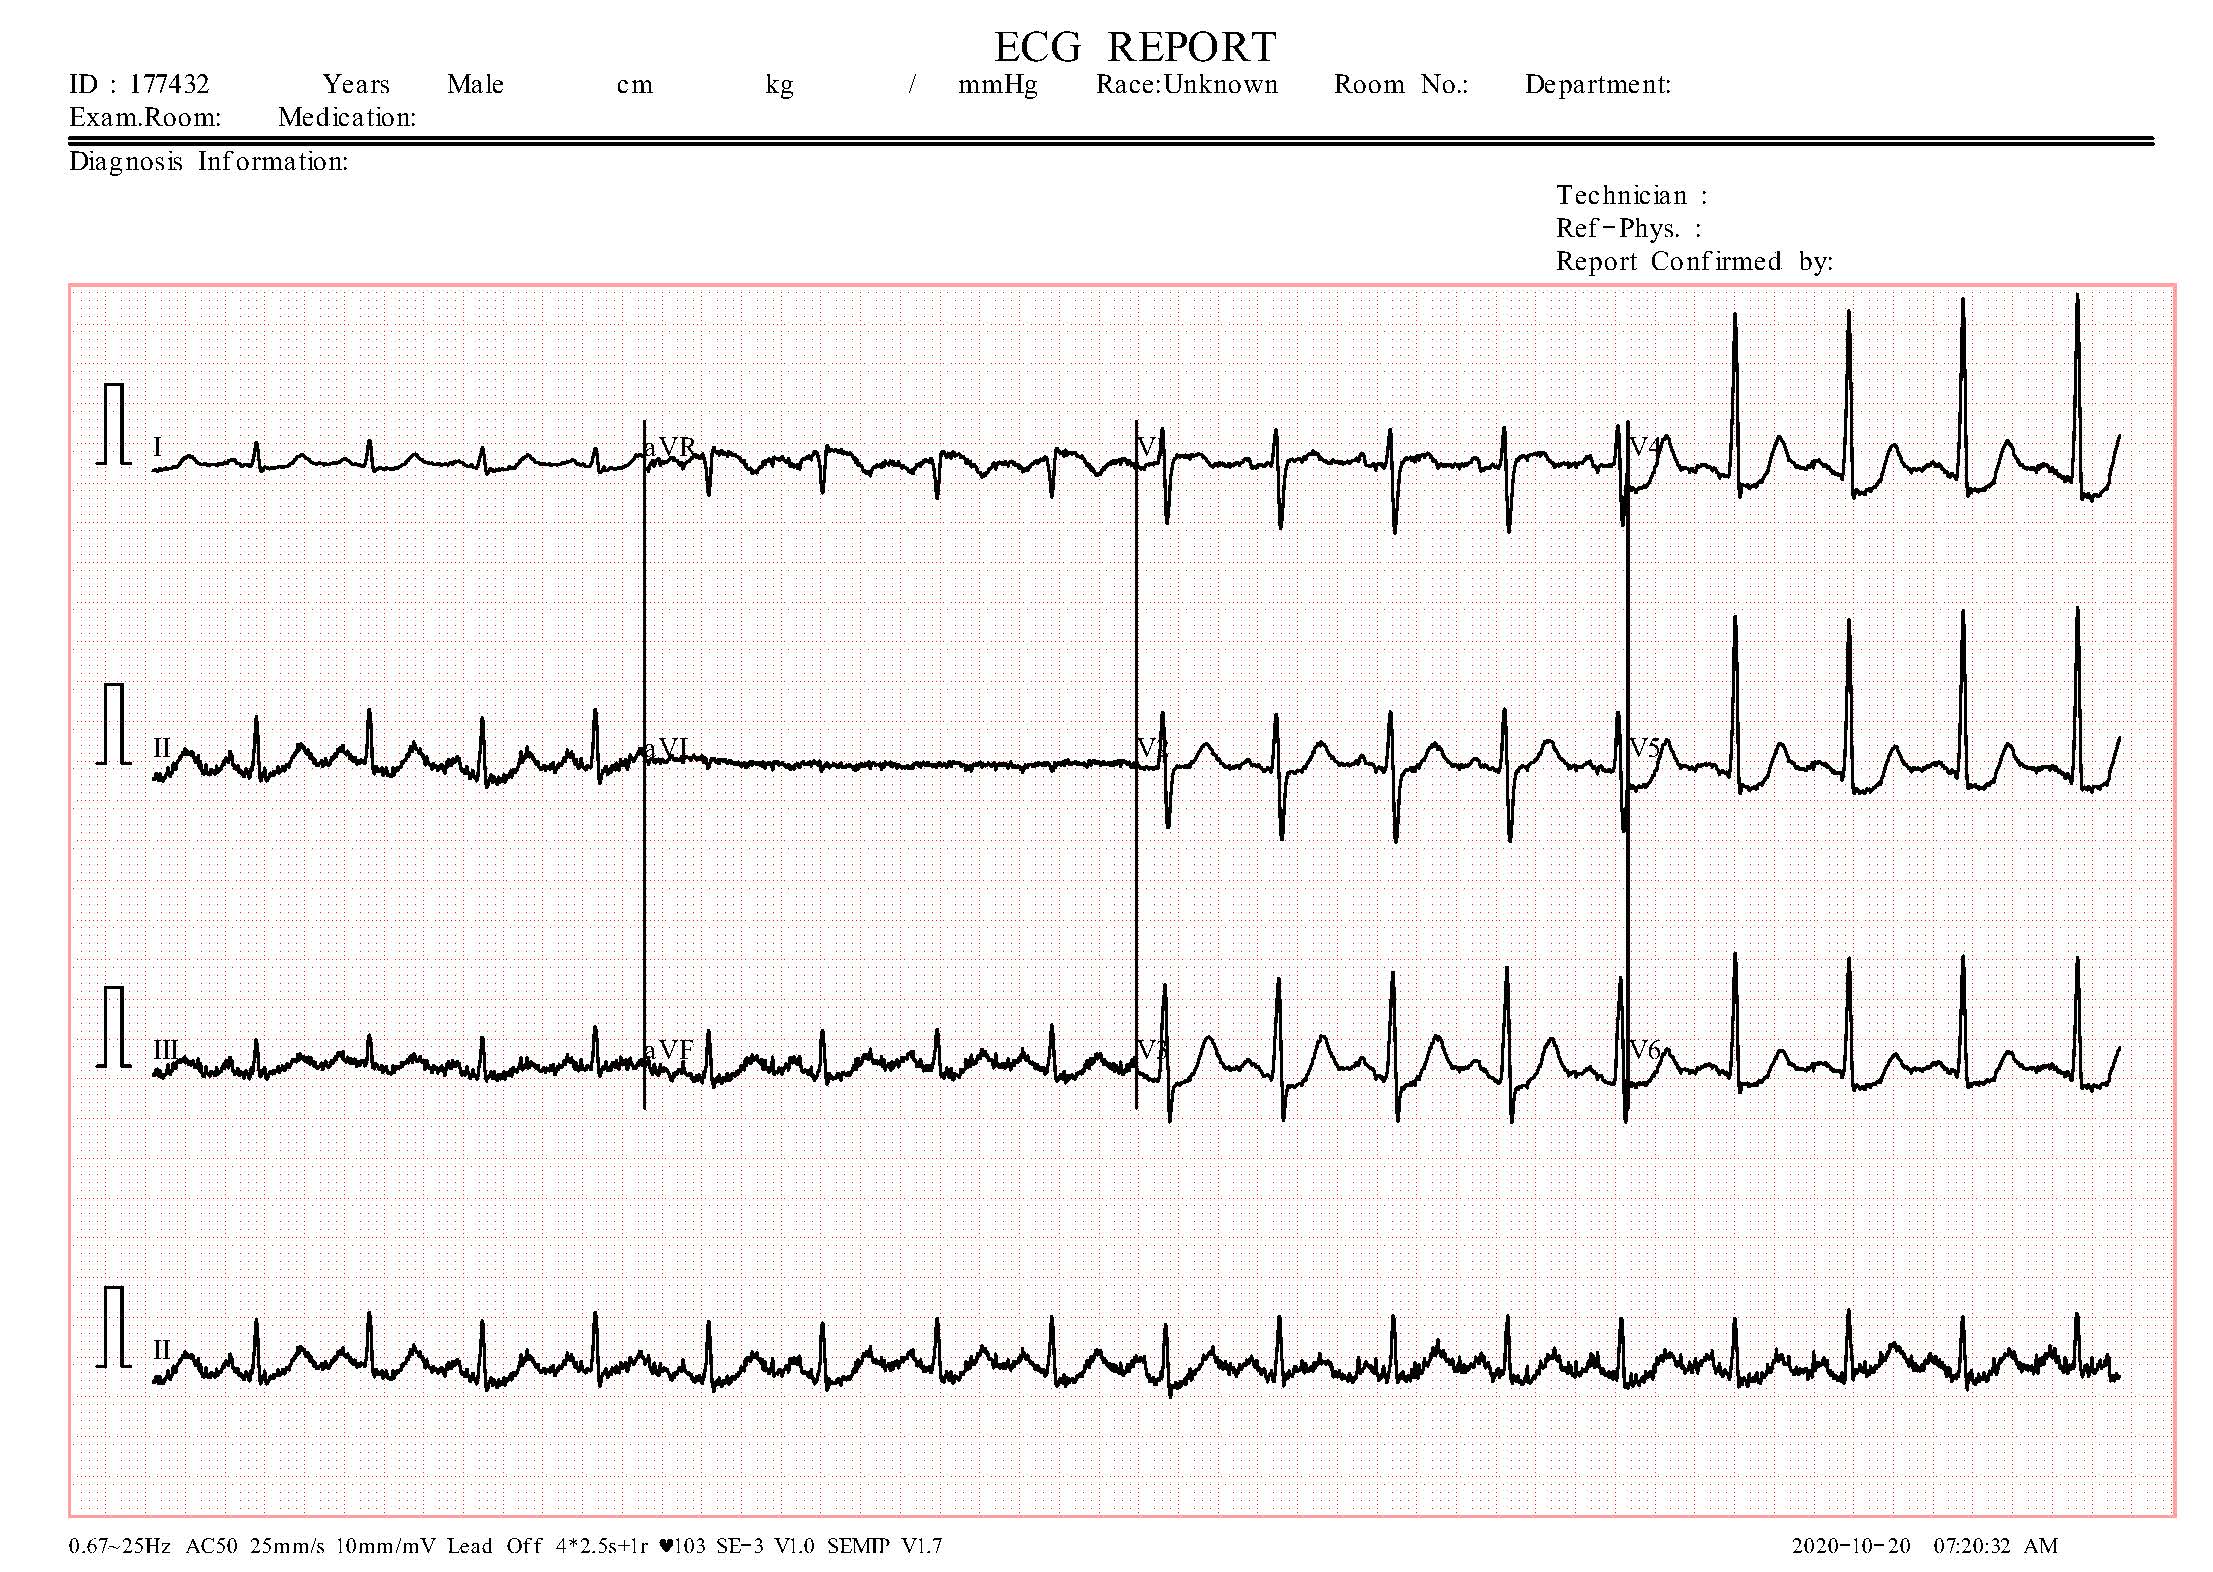 ECG REPORT
ID : 177432 Years Male cm kg / mmHg Race:Unknown Room No.: Department:
Exam.Room: Medication:
Diagnosis Information:
Technician :
Ref-Phys. :
Report Confirmed by:
I aVR V1 V4
II aVL V2 V5
III aVF V3 V6
II
0.67~25Hz AC50 25mm/s 10mm/mV Lead Off 4*2.5s+1r ♥103 SE-3 V1.0 SEMIP V1.7
2020-10-20 07:20:32 AM